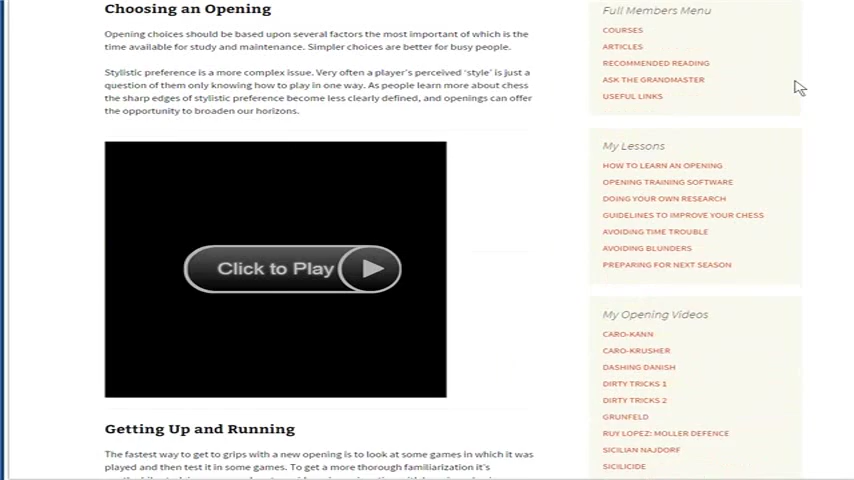 Choosing an Opening
Opening choices should be based upon several factors the most important of which is the
time available for study and maintenance. Simpler choices are better for busy people.
Stylistic preference is a more complex issue. Very often a player's perceived 'style' is just a
question of them only knowing how to play in one way. As people learn more about chess
the sharp edges of stylistic preference become less clearly defined, and openings can offer
the opportunity to broaden our horizons.
Click to Play
Getting Up and Running
The fastest way to get to grips with a new opening is to look at some games in which it was
played and then test it in some games. To get a more thorough familiarization it's
Full Members Menu
COURSES
ARTICLES
RECOMMENDED READING
ASK THE GRANDMASTER
USEFUL LINKS
My Lessons
HOW TO LEARN AN OPENING
OPENING TRAINING SOFTWARE
DOING YOUR OWN RESEARCH
GUIDELINES TO IMPROVE YOUR CHESS
AVOIDING TIME TROUBLE
AVOIDING BLUNDERS
PREPARING FOR NEXT SEASON
My Opening Videos
CARO-KANN
CARO-KRUSHER
DASHING DANISH
DIRTY TRICKS 1
DIRTY TRICKS 2
GRUNFELD
RUY LOPEZ: MOLLER DEFENCE
SICILIAN NAJDORF
SICILICIDE